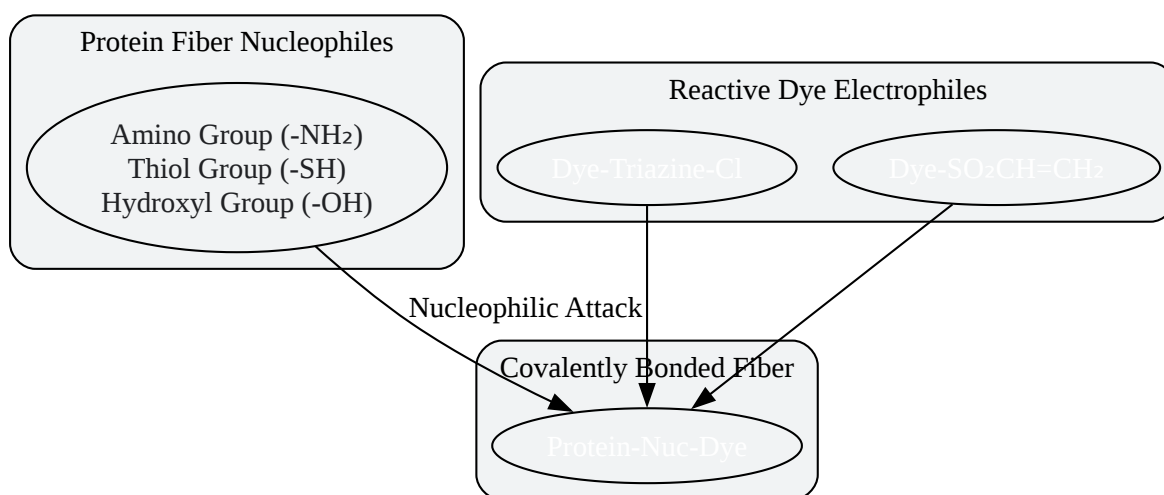 Protein Fiber Nucleophiles
Amino Group (-NH₂)
Thiol Group (-SH)
Hydroxyl Group (-OH)
Reactive Dye Electrophiles
Dye-Triazine-Cl
Dye-SO₂CH=CH₂
Nucleophilic Attack
Covalently Bonded Fiber
Protein-Nuc-Dye